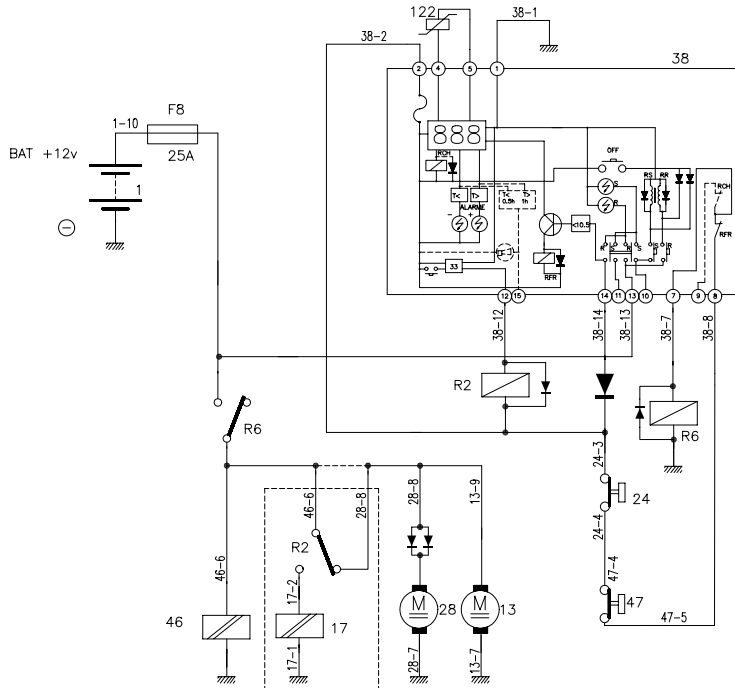 122
38-1
38-2
38
2
4
5
1
F8
1-10
25A
BAT +12v
1
RCH
OFF
RS
RR
S
R
T<
T>
ALARME
T<
T>
0.5h
1h
-
+
<10.5
R
S
R
S
RCH
RFR
33
RFR
12
15
14
11
13
10
7
9
8
38-12
38-14
38-13
38-7
38-8
R2
R6
R6
24-3
24
24-4
47-4
47
47-5
46-6
28-8
28-8
13-9
R2
46-6
17-2
46
17
17-1
M
28
M
13
28-7
13-7